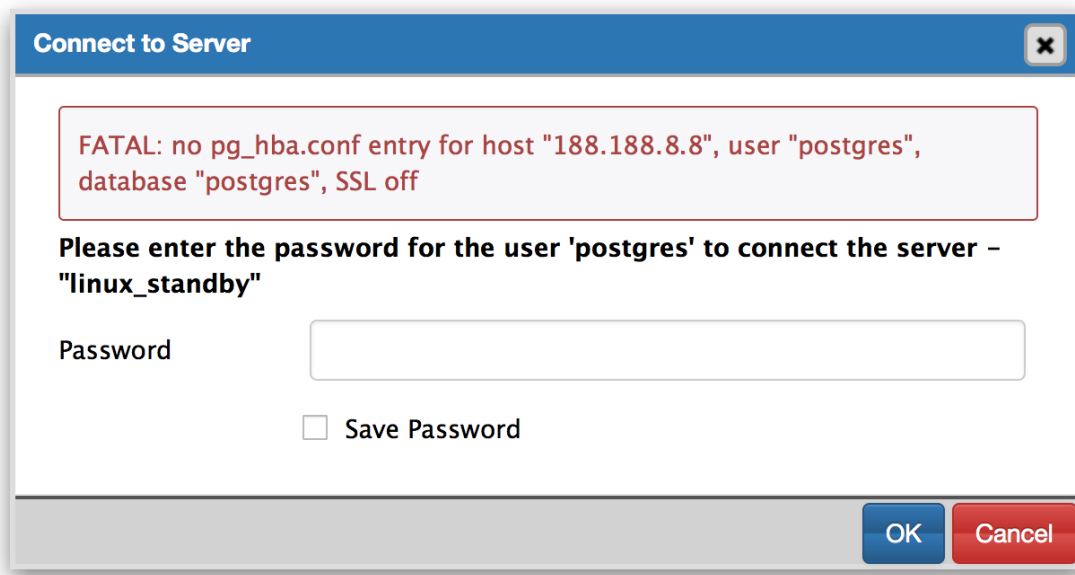 Connect to Server
FATAL: no pg_hba.conf entry for host "188.188.8.8", user "postgres",
database "postgres", SSL off
Please enter the password for the user 'postgres' to connect the server –
"linux_standby"
Password
Save Password
OK
Cancel